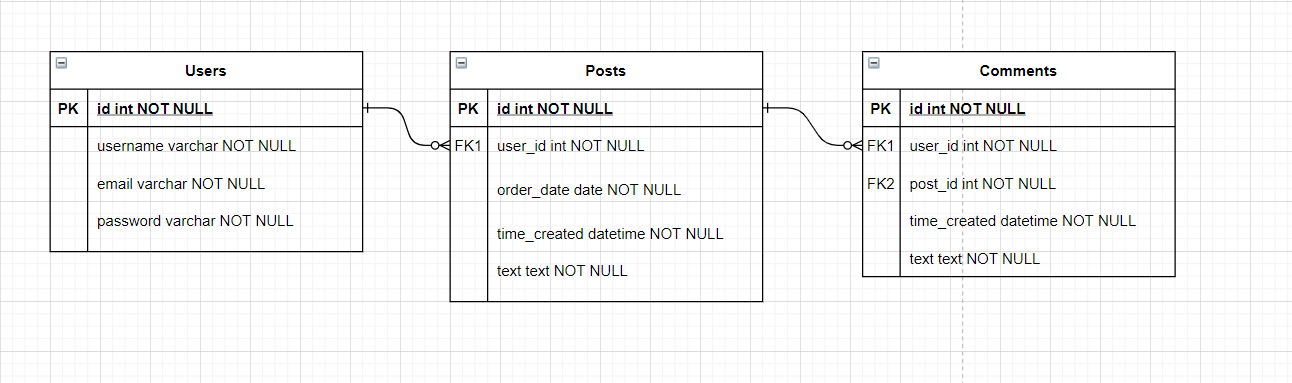 Users
PK id int NOT NULL
username varchar NOT NULL
email varchar NOT NULL
password varchar NOT NULL
Posts
PK id int NOT NULL
FK1 user_id int NOT NULL
order_date date NOT NULL
time_created datetime NOT NULL
text text NOT NULL
Comments
PK id int NOT NULL
FK1 user_id int NOT NULL
FK2 post_id int NOT NULL
time_created datetime NOT NULL
text text NOT NULL